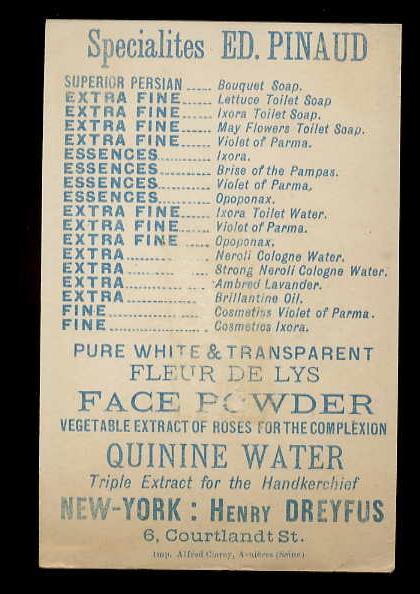 Specialites ED. PINAUD
SUPERIOR PERSIAN ..... Bouquet Soap.
EXTRA FINE ..... Lettuce Toilet Soap
EXTRA FINE ..... Ixora Toilet Soap.
EXTRA FINE ..... May Flowers Toilet Soap.
EXTRA FINE ..... Violet of Parma.
ESSENCES ..... Ixora.
ESSENCES ..... Brise of the Pampas.
ESSENCES ..... Violet of Parma,
ESSENCES ..... Opoponax.
EXTRA FINE ..... Ixora Toilet Water.
EXTRA FINE ..... Violet of Parma.
EXTRA FINE ..... Opoponax.
EXTRA ..... Neroli Cologne Water.
EXTRA ..... Strong Neroli Cologne Water.
EXTRA ..... Ambred Lavander.
EXTRA ..... Brillantine Oil.
FINE ..... Cosmetics Violet of Parma.
FINE ..... Cosmetics Ixora.
PURE WHITE & TRANSPARENT
FLEUR DE LYS
FACE POWDER
VEGETABLE EXTRACT OF ROSES FOR THE COMPLEXION
QUININE WATER
Triple Extract for the Handkerchief
NEW-YORK : HENRY DREYFUS
6, Courtlandt St.
Imp. Alfred Asnières (Seine)